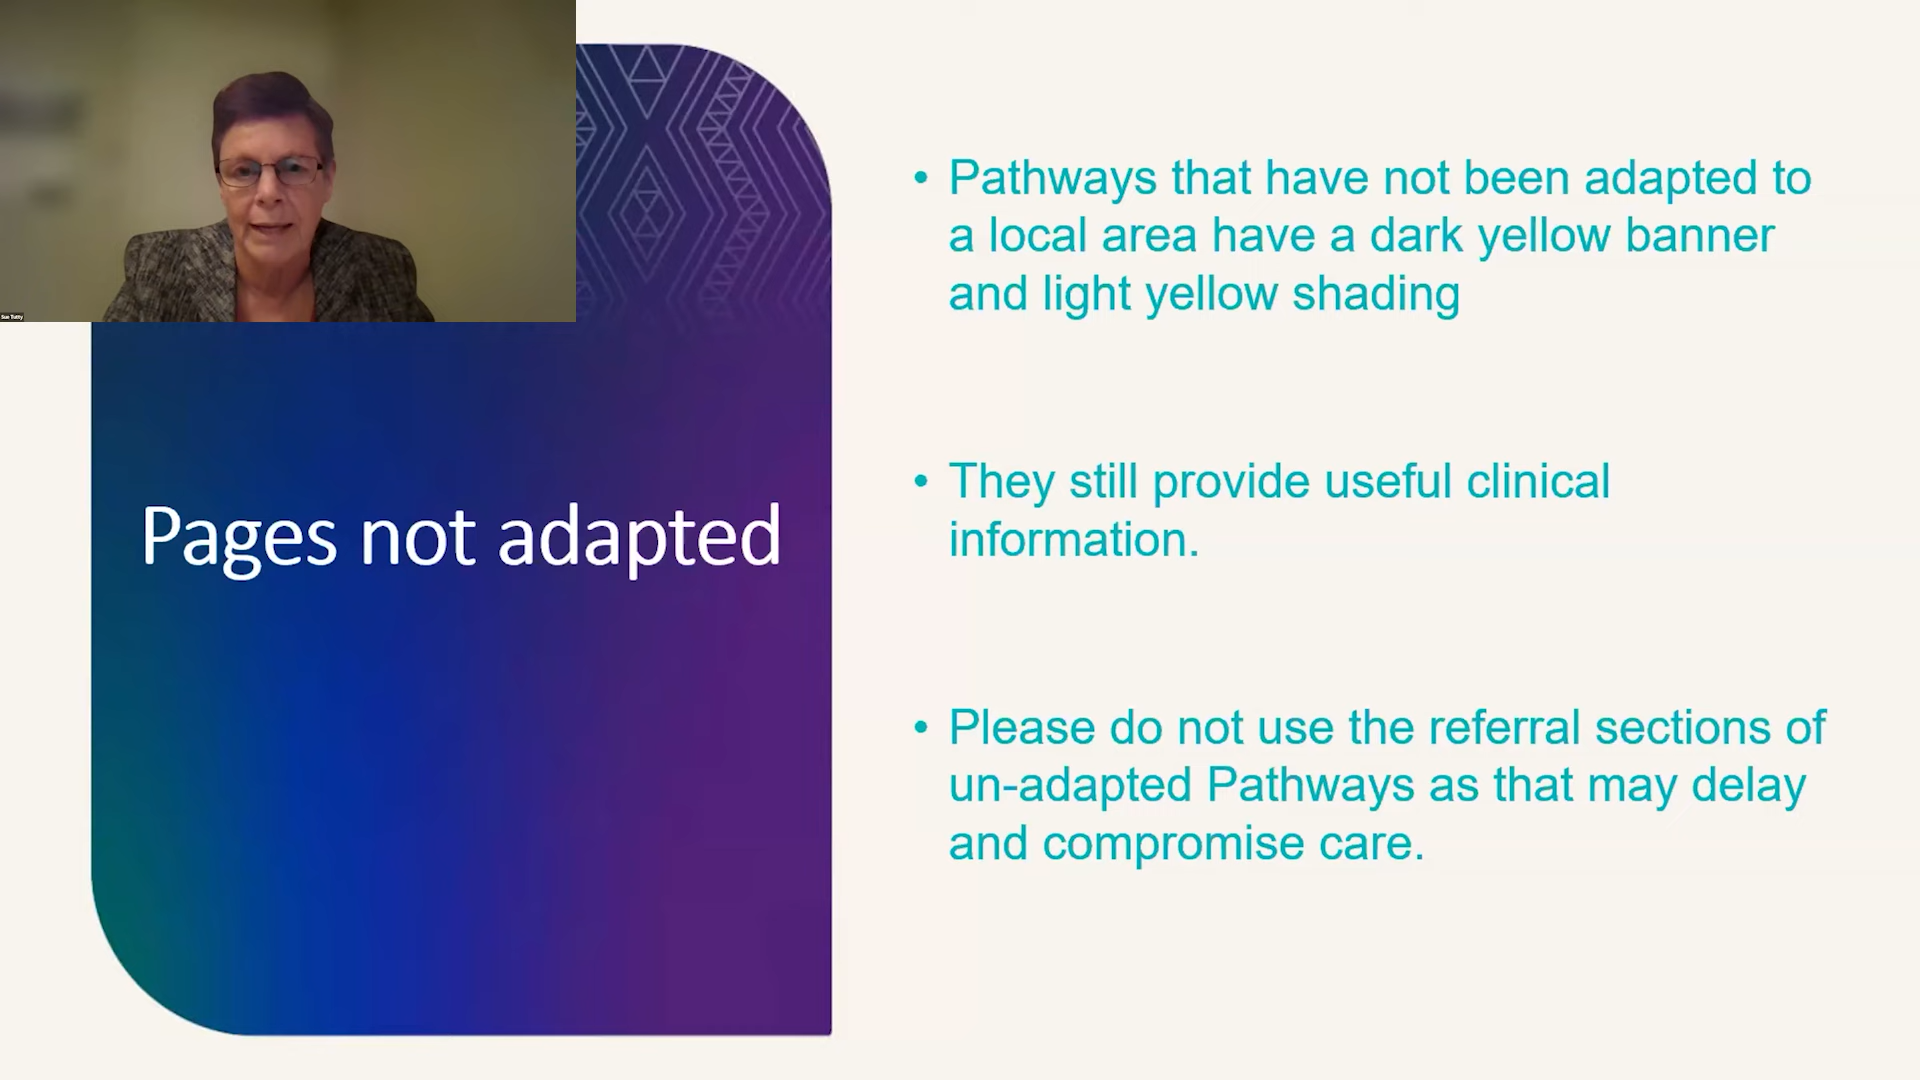 Sue Tutty
Pages not adapted
• Pathways that have not been adapted to
a local area have a dark yellow banner
and light yellow shading
• They still provide useful clinical
information.
• Please do not use the referral sections of
un-adapted Pathways as that may delay
and compromise care.